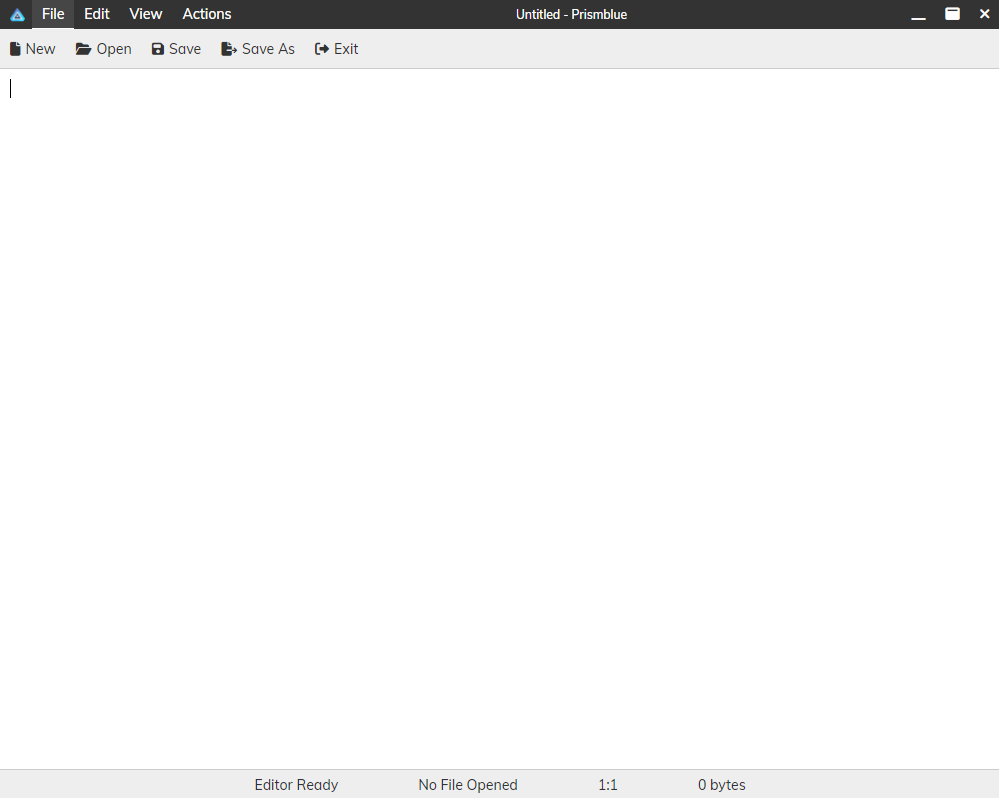 File Edit View Actions Untitled - Prismblue
New Open Save Save As Exit
Editor Ready No File Opened 1:1 0 bytes